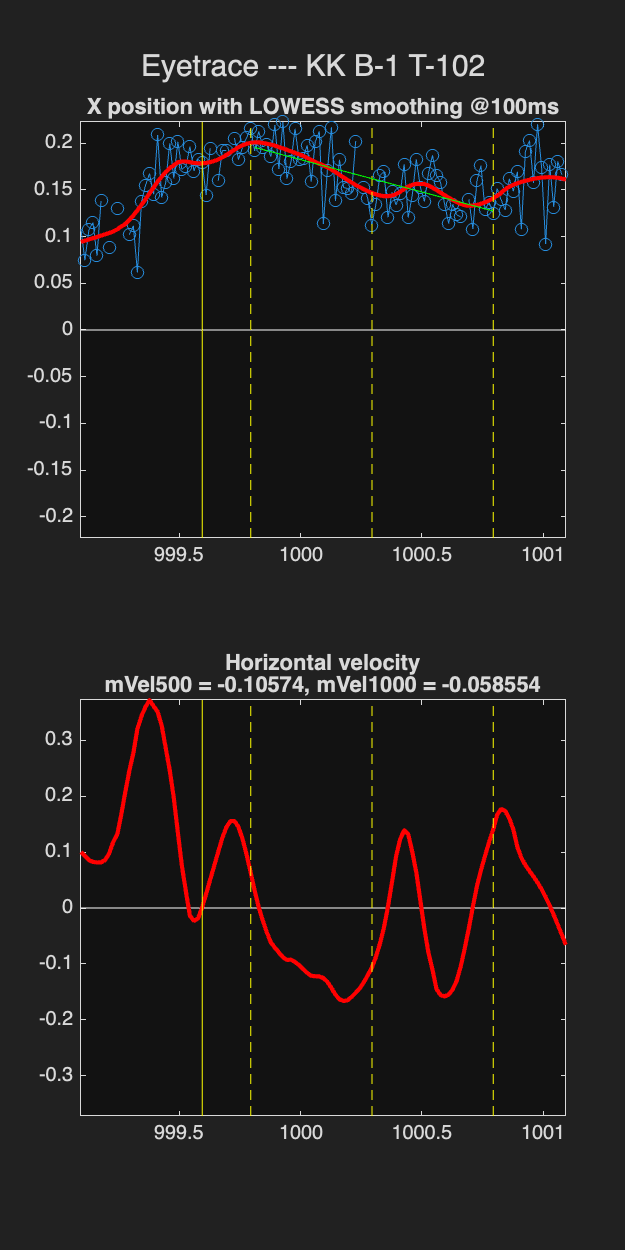 Eyetrace --- KK B-1 T-102
X position with LOWESS smoothing @100ms
0.2
0.15
0.1
0.05
0
-0.05
-0.1
-0.15
-0.2
999.5 1000 1000.5 1001
Horizontal velocity
mVel500 = -0.10574, mVel1000 = -0.058554
0.3
0.2
0.1
0
-0.1
-0.2
-0.3
999.5 1000 1000.5 1001